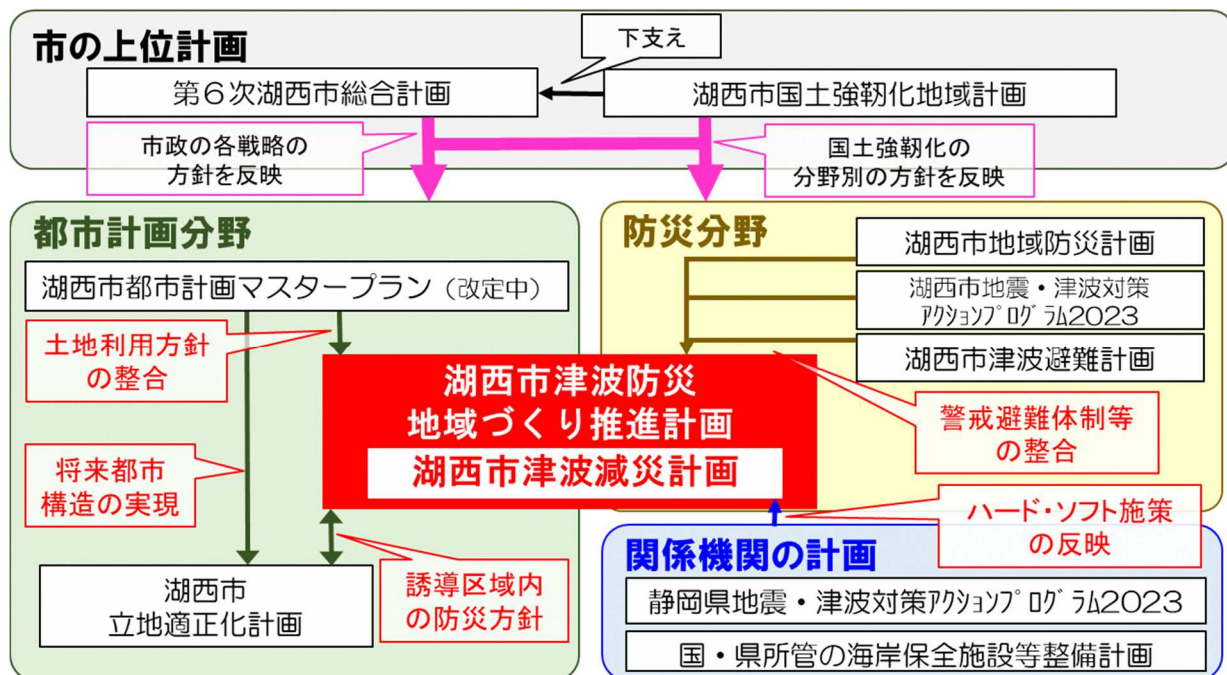 市の上位計画
下支え
第6次湖西市総合計画
湖西市国土強靭化地域計画
市政の各戦略の
方針を反映
国土強靭化の
分野別の方針を反映
都市計画分野
湖西市都市計画マスタープラン（改定中）
土地利用方針
の整合
将来都市
構造の実現
湖西市
立地適正化計画
誘導区域内
の防災方針
湖西市津波防災
地域づくり推進計画
湖西市津波減災計画
防災分野
湖西市地域防災計画
湖西市地震・津波対策
ｱｸｼｮﾝﾌﾟﾛｸﾞﾗﾑ2023
湖西市津波避難計画
警戒避難体制等
の整合
ハード・ソフト施策
の反映
関係機関の計画
静岡県地震・津波対策ｱｸｼｮﾝﾌﾟﾛｸﾞﾗﾑ2023
国・県所管の海岸保全施設等整備計画